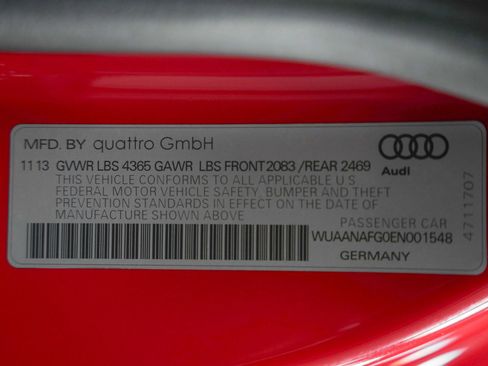 MFD. BY quattro GmbH
11 13 GVWR LBS 4365 GAWR LBS FRONT 2083 / REAR 2469
Audi
THIS VEHICLE CONFORMS TO ALL APPLICABLE U S
FEDERAL MOTOR VEHICLE SAFETY, BUMPER AND THEFT
PREVENTION STANDARDS IN EFFECT ON THE DATE OF
MANUFACTURE SHOWN ABOVE
PASSENGER CAR
WUAANAFG0EN001548
GERMANY
4711707